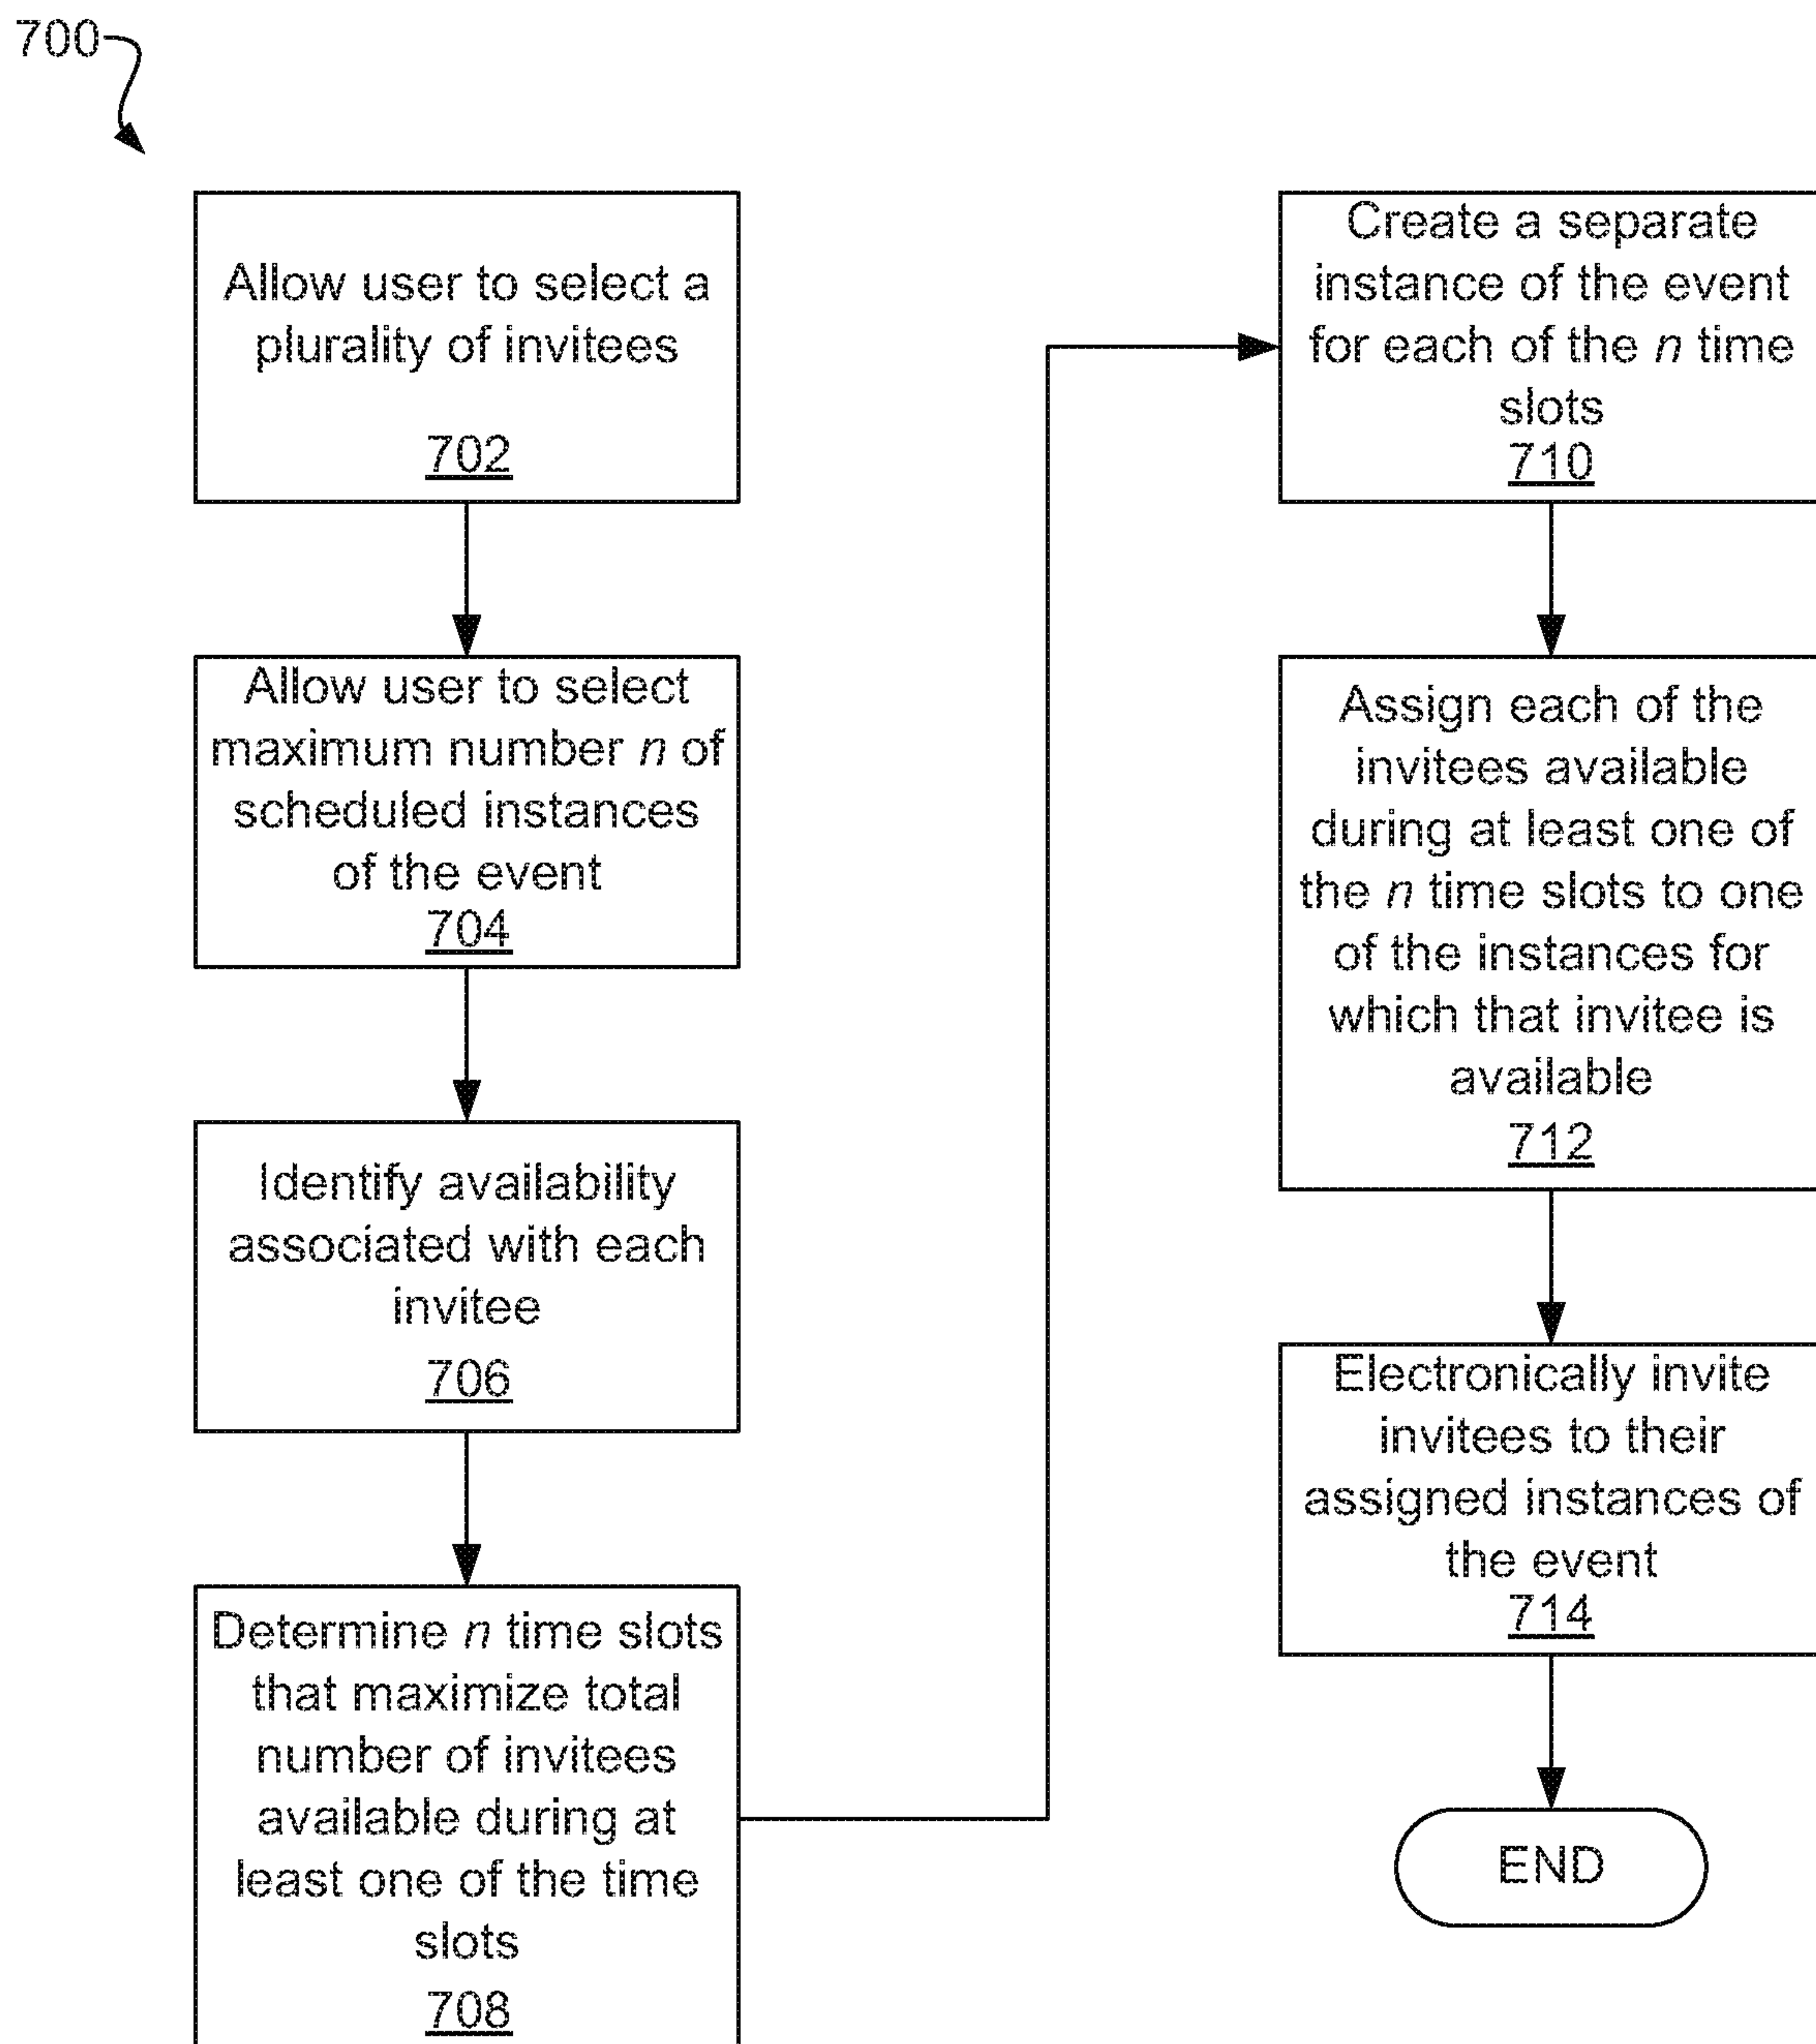 700
Allow user to select a
plurality of invitees
702
Allow user to select
maximum number n of
scheduled instances
of the event
704
Identify availability
associated with each
invitee
706
Determine n time slots
that maximize total
number of invitees
available during at
least one of the time
slots
708
Create a separate
instance of the event
for each of the n time
slots
710
Assign each of the
invitees available
during at least one of
the n time slots to one
of the instances for
which that invitee is
available
712
Electronically invite
invitees to their
assigned instances of
the event
714
END